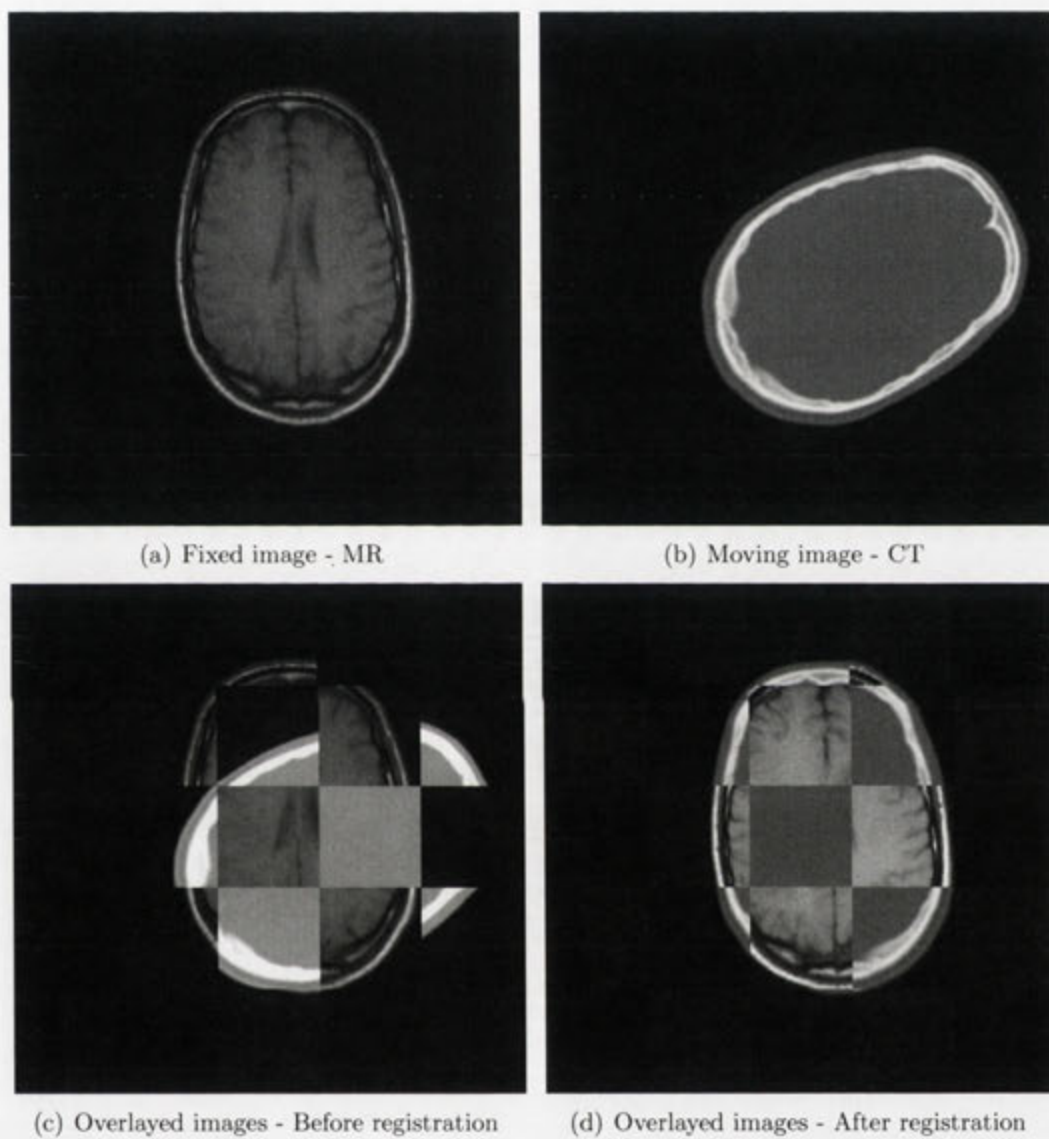 (a) Fixed image - MR
(b) Moving image - CT
(c) Overlayed images - Before registration
(d) Overlayed images - After registration